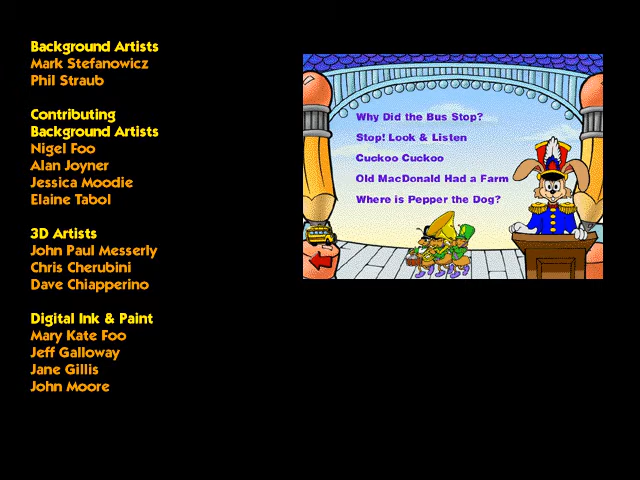 Background Artists
Mark Stefanowicz
Phil Straub
Contributing
Background Artists
Nigel Foo
Alan Joyner
Jessica Moodie
Elaine Tabol
3D Artists
John Paul Messerly
Chris Cherubini
Dave Chiapperino
Digital Ink & Paint
Mary Kate Foo
Jeff Galloway
Jane Gillis
John Moore
Why Did the Bus Stop?
Stop! Look & Listen
Cuckoo Cuckoo
Old MacDonald Had a Farm
Where is Pepper the Dog?